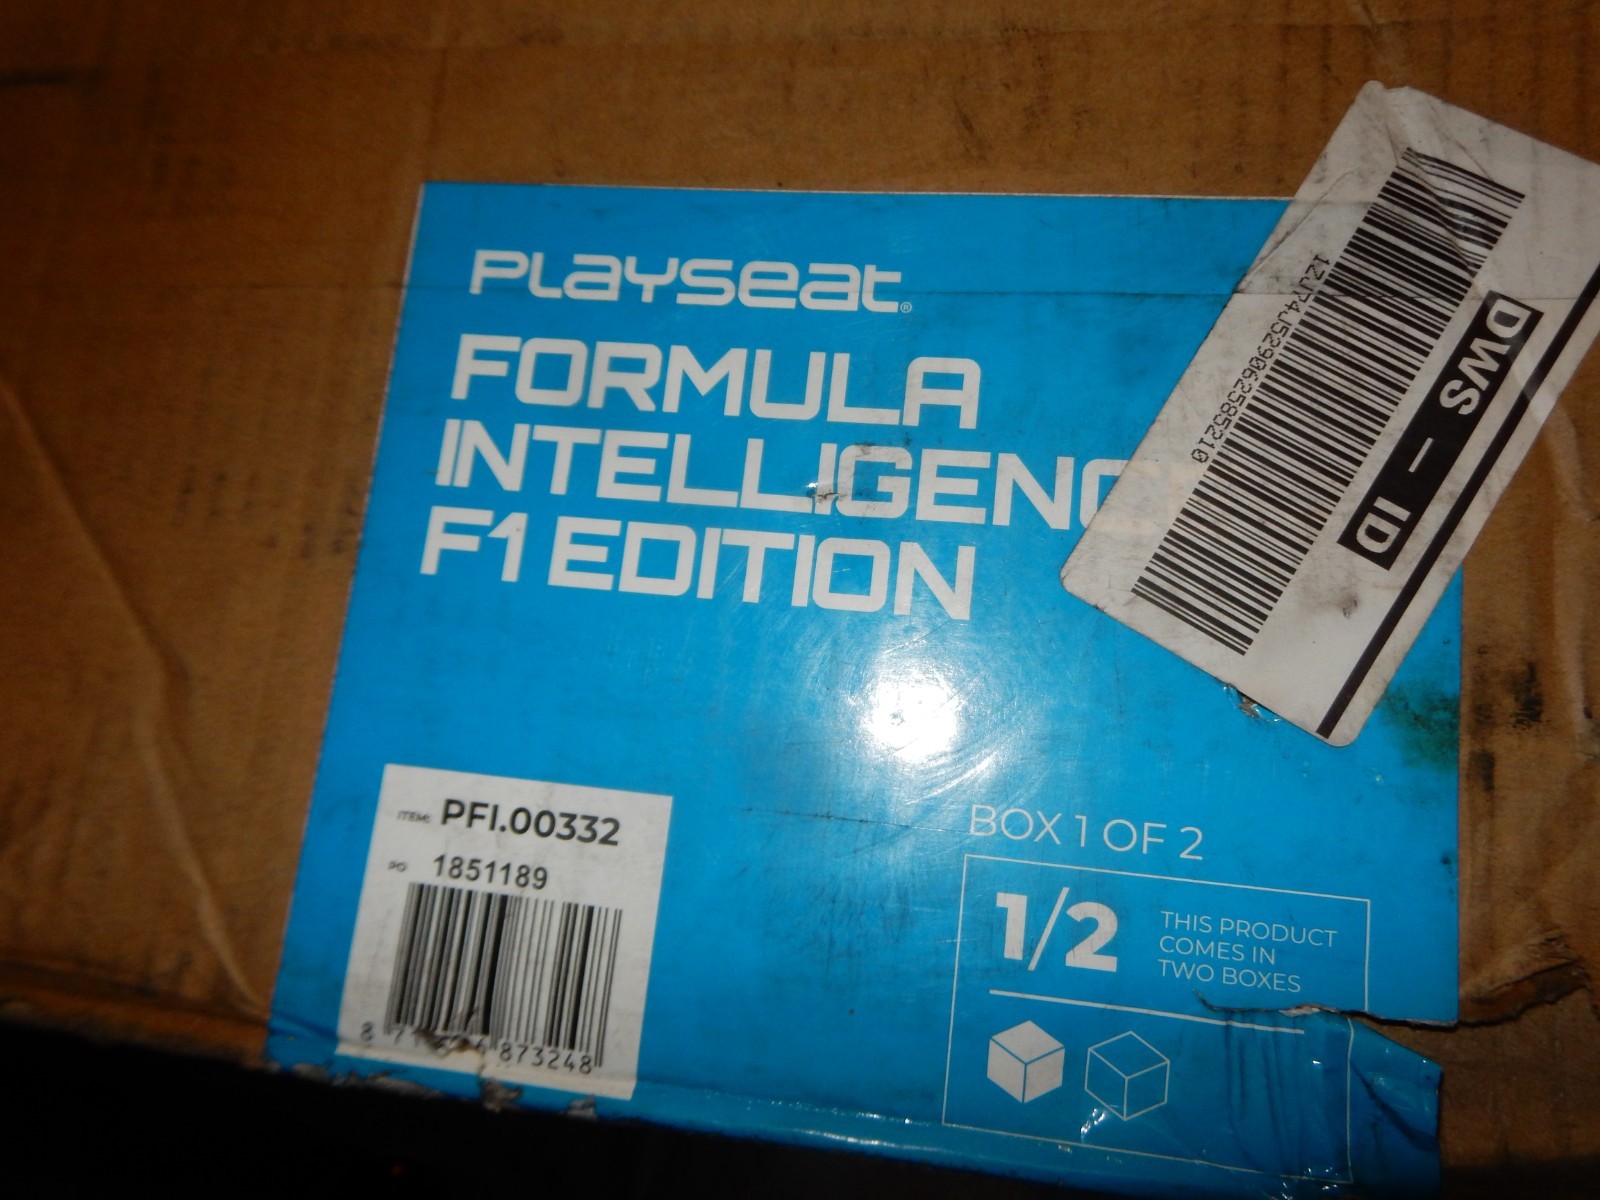 PLAYSEAT®
FORMULA
INTELLIGENC
F1 EDITION
DWS - ID
ITEM: PFI.00332
PO 1851189
873248
BOX 1 OF 2
1/2
THIS PRODUCT
COMES IN
TWO BOXES